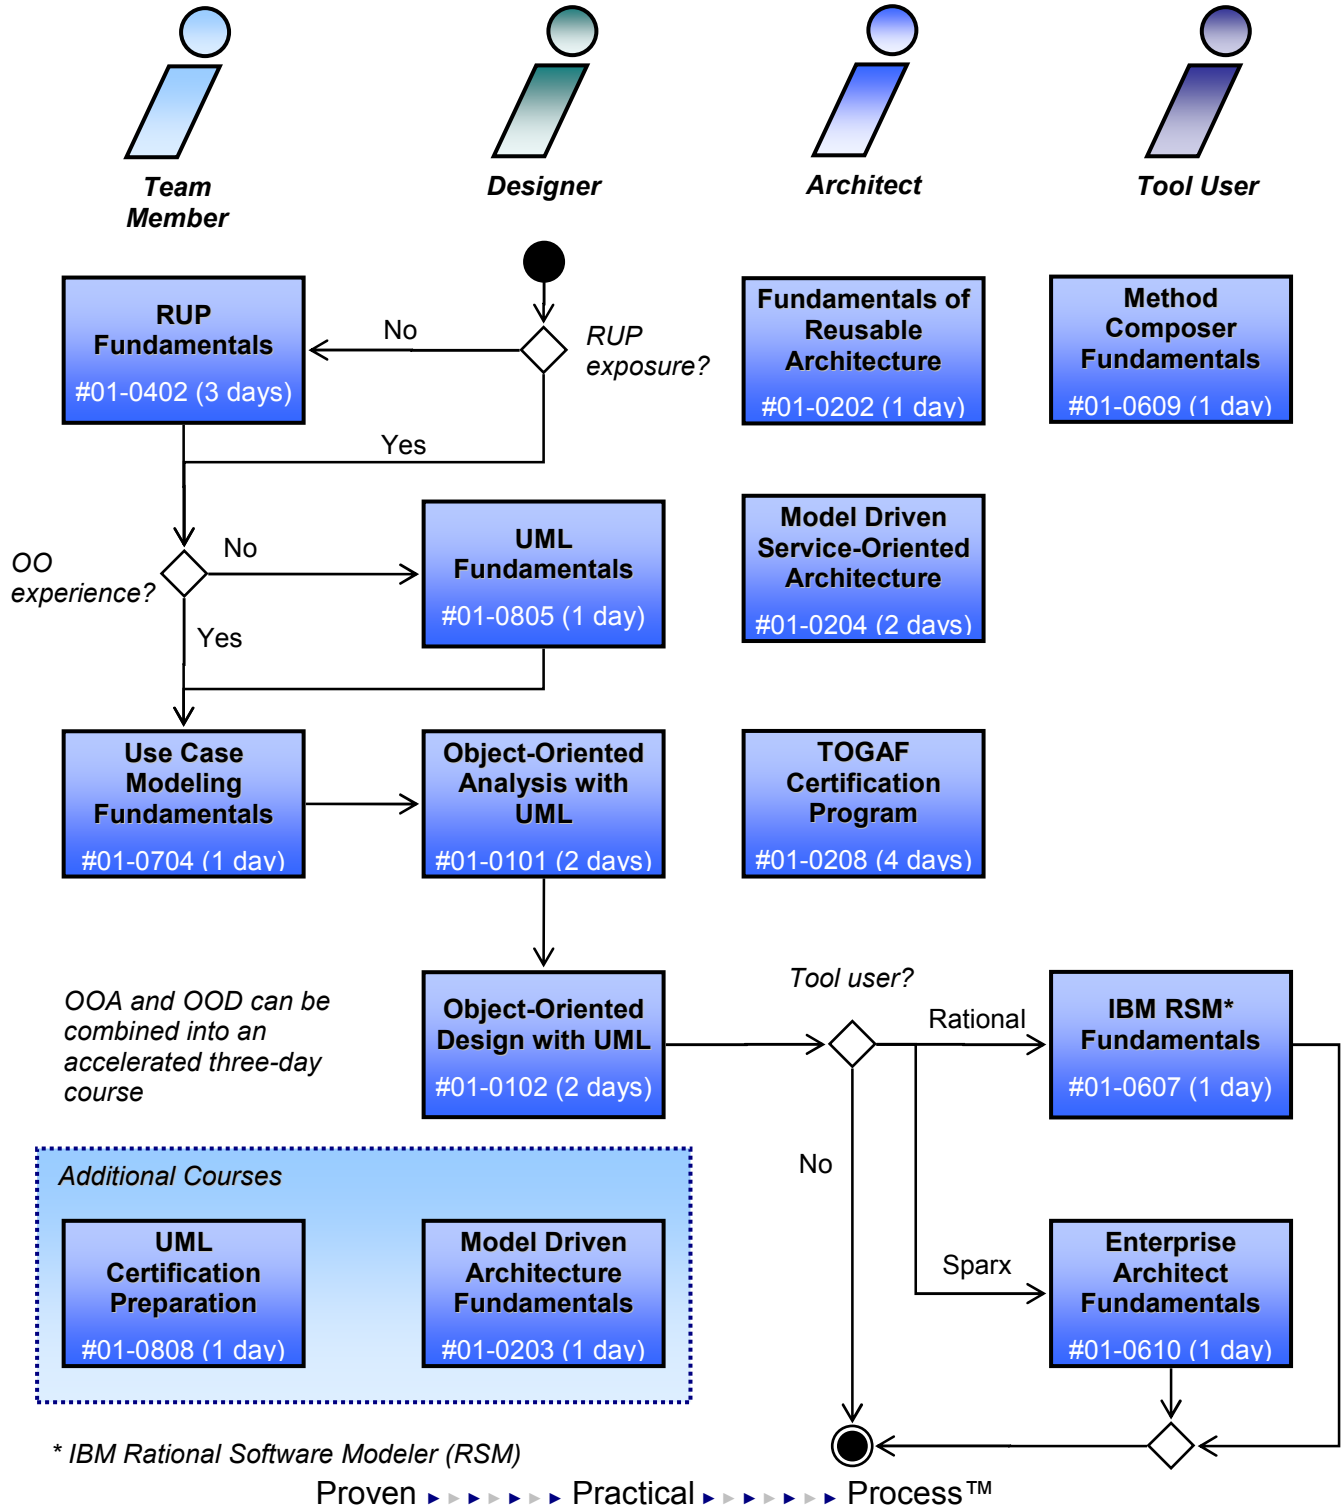 Team
Member
Designer
Architect
Tool User
RUP
Fundamentals
#01-0402 (3 days)
No
RUP
exposure?
Yes
Fundamentals of
Reusable
Architecture
#01-0202 (1 day)
Method
Composer
Fundamentals
#01-0609 (1 day)
OO
experience?
No
Yes
UML
Fundamentals
#01-0805 (1 day)
Model Driven
Service-Oriented
Architecture
#01-0204 (2 days)
Use Case
Modeling
Fundamentals
#01-0704 (1 day)
Object-Oriented
Analysis with
UML
#01-0101 (2 days)
TOGAF
Certification
Program
#01-0208 (4 days)
OOA and OOD can be
combined into an
accelerated three-day
course
Object-Oriented
Design with UML
#01-0102 (2 days)
Tool user?
Rational
IBM RSM*
Fundamentals
#01-0607 (1 day)
No
Sparx
Enterprise
Architect
Fundamentals
#01-0610 (1 day)
Additional Courses
UML
Certification
Preparation
#01-0808 (1 day)
Model Driven
Architecture
Fundamentals
#01-0203 (1 day)
* IBM Rational Software Modeler (RSM)
Proven Practical Process™